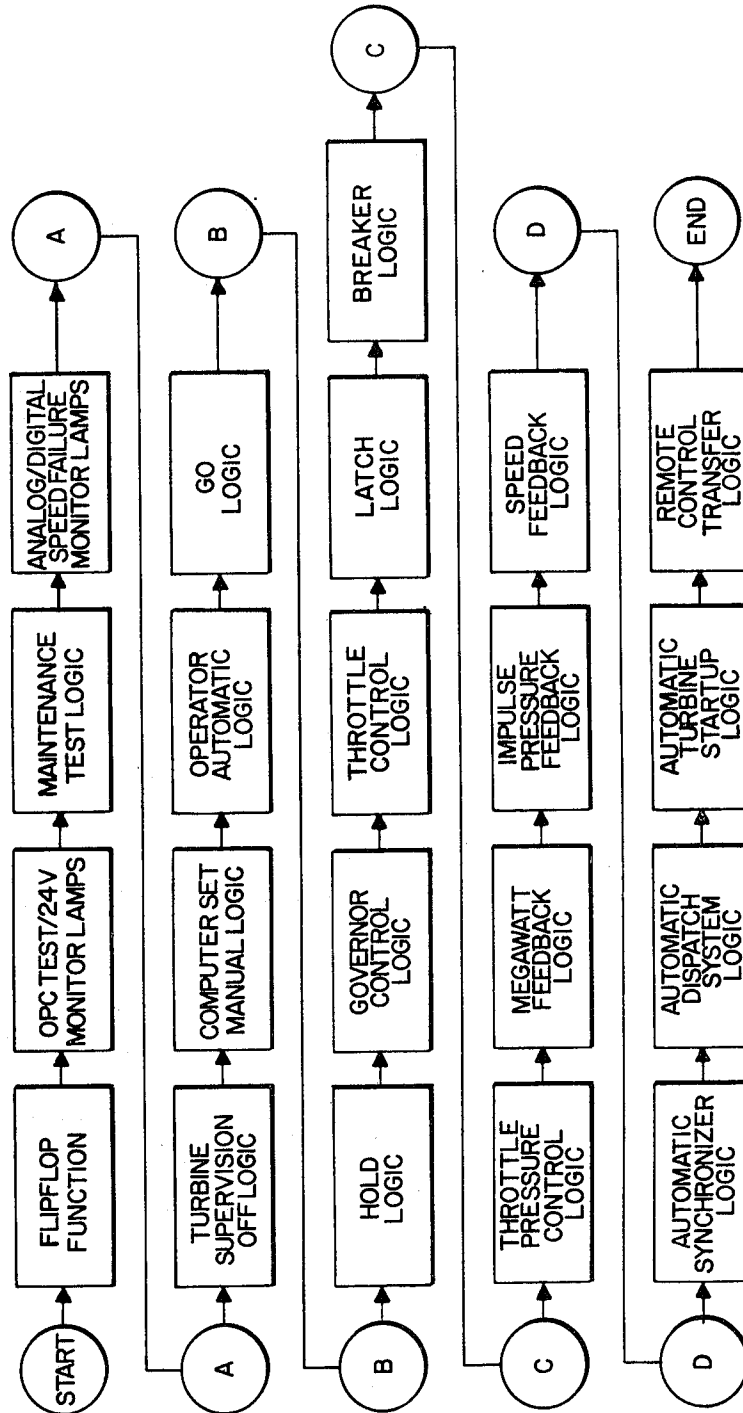 START
FLIPFLOP
FUNCTION
OPC TEST/24V
MONITOR LAMPS
MAINTENANCE
TEST LOGIC
ANALOG/DIGITAL
SPEED FAILURE
MONITOR LAMPS
A
A
TURBINE
SUPERVISION
OFF LOGIC
COMPUTER SET
MANUAL LOGIC
OPERATOR
AUTOMATIC
LOGIC
GO
LOGIC
B
B
HOLD
LOGIC
GOVERNOR
CONTROL
LOGIC
THROTTLE
CONTROL
LOGIC
LATCH
LOGIC
BREAKER
LOGIC
C
C
THROTTLE
PRESSURE
CONTROL
LOGIC
MEGAWATT
FEEDBACK
LOGIC
IMPULSE
PRESSURE
FEEDBACK
LOGIC
SPEED
FEEDBACK
LOGIC
D
D
AUTOMATIC
SYNCHRONIZER
LOGIC
AUTOMATIC
DISPATCH
SYSTEM
LOGIC
AUTOMATIC
TURBINE
STARTUP
LOGIC
REMOTE
CONTROL
TRANSFER
LOGIC
END